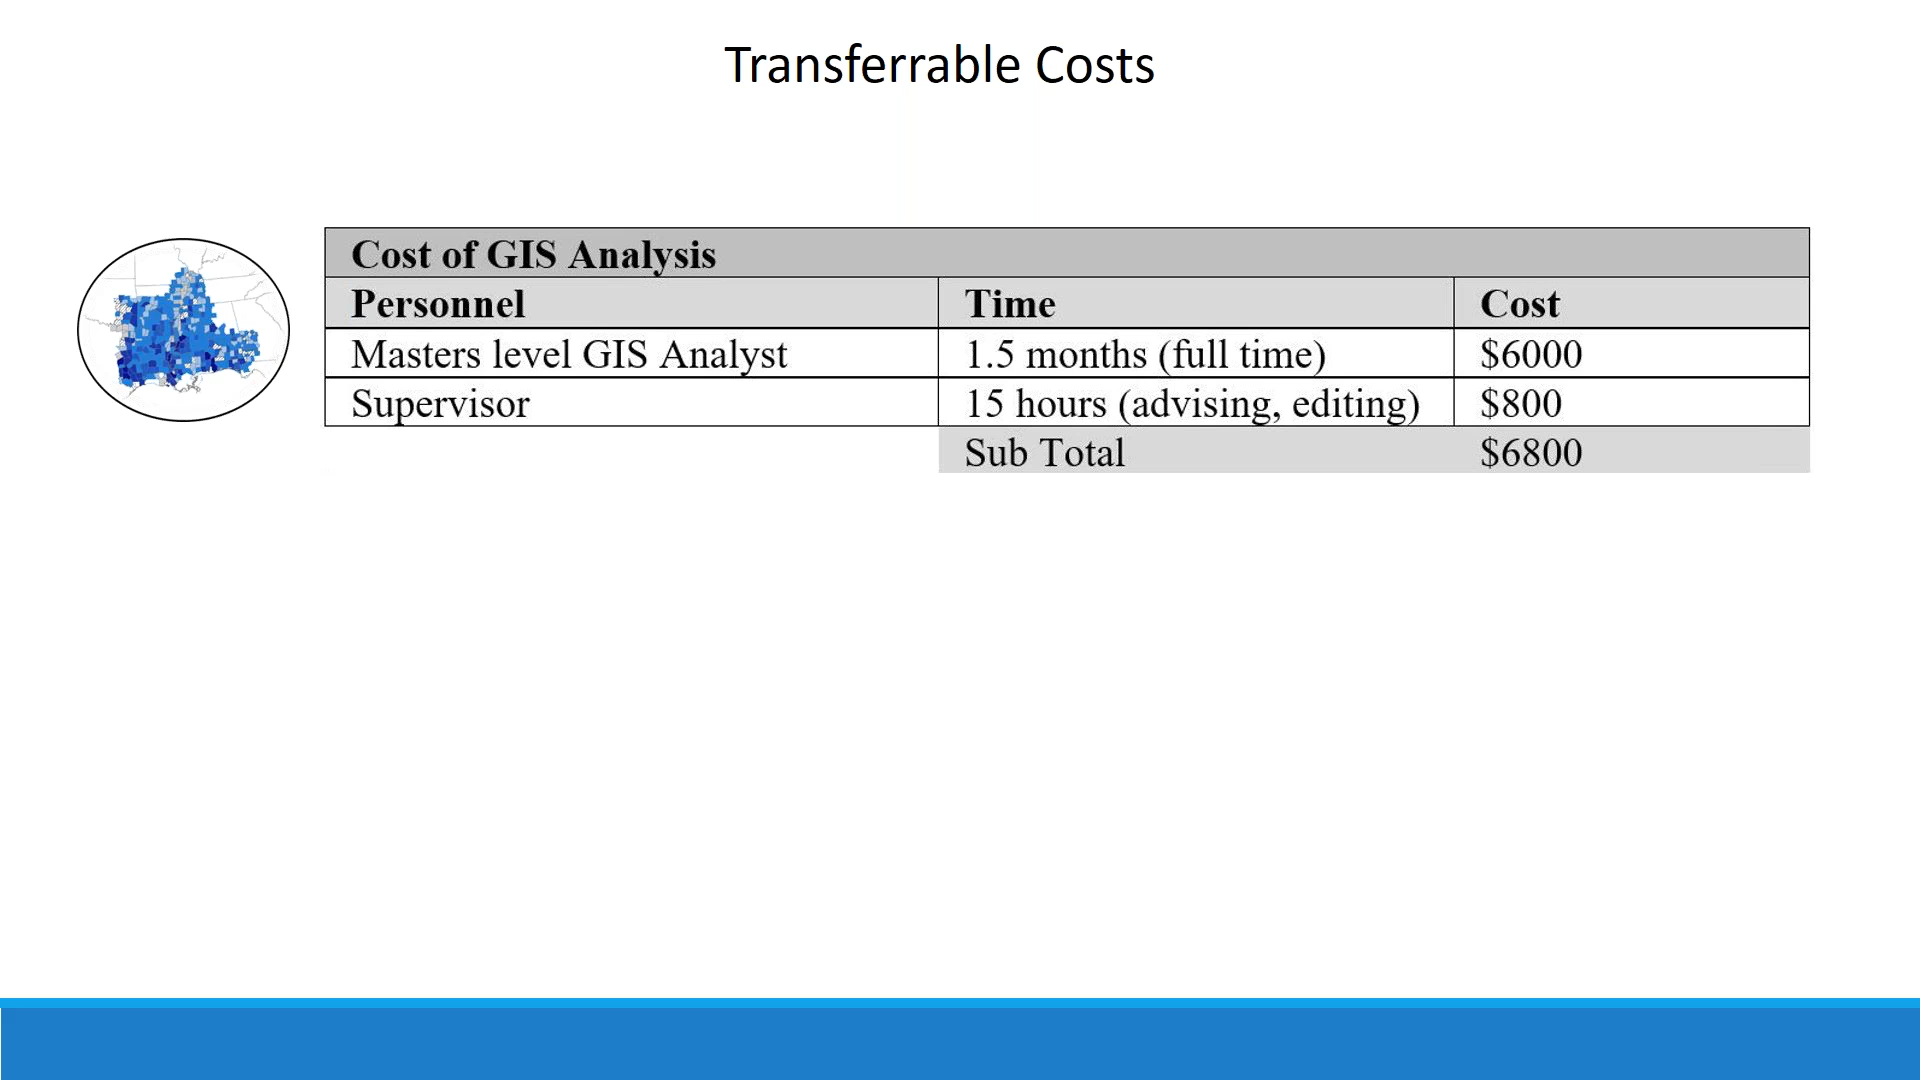 Transferrable Costs
Cost of GIS Analysis
Personnel Time Cost
Masters level GIS Analyst 1.5 months (full time) $6000
Supervisor 15 hours (advising, editing) $800
Sub Total $6800